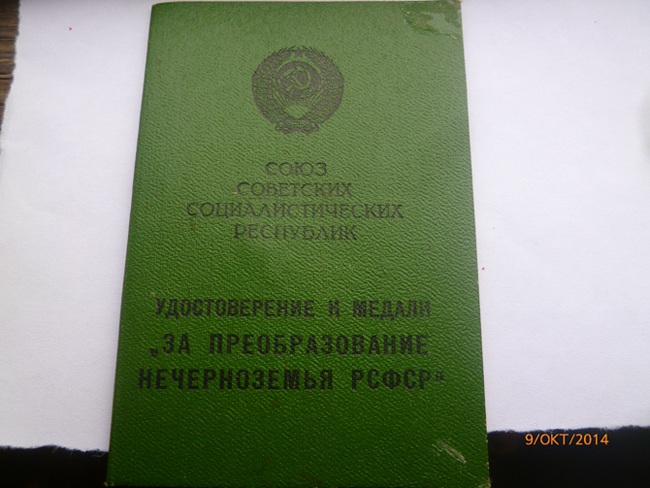 СОЮЗ
СОВЕТСКИХ
СОЦИАЛИСТИЧЕСКИХ
РЕСПУБЛИК
УДОСТОВЕРЕНИЕ К МЕДАЛИ
„ЗА ПРЕОБРАЗОВАНИЕ
НЕЧЕРНОЗЕМЬЯ РСФСР“
9/ОКТ/2014